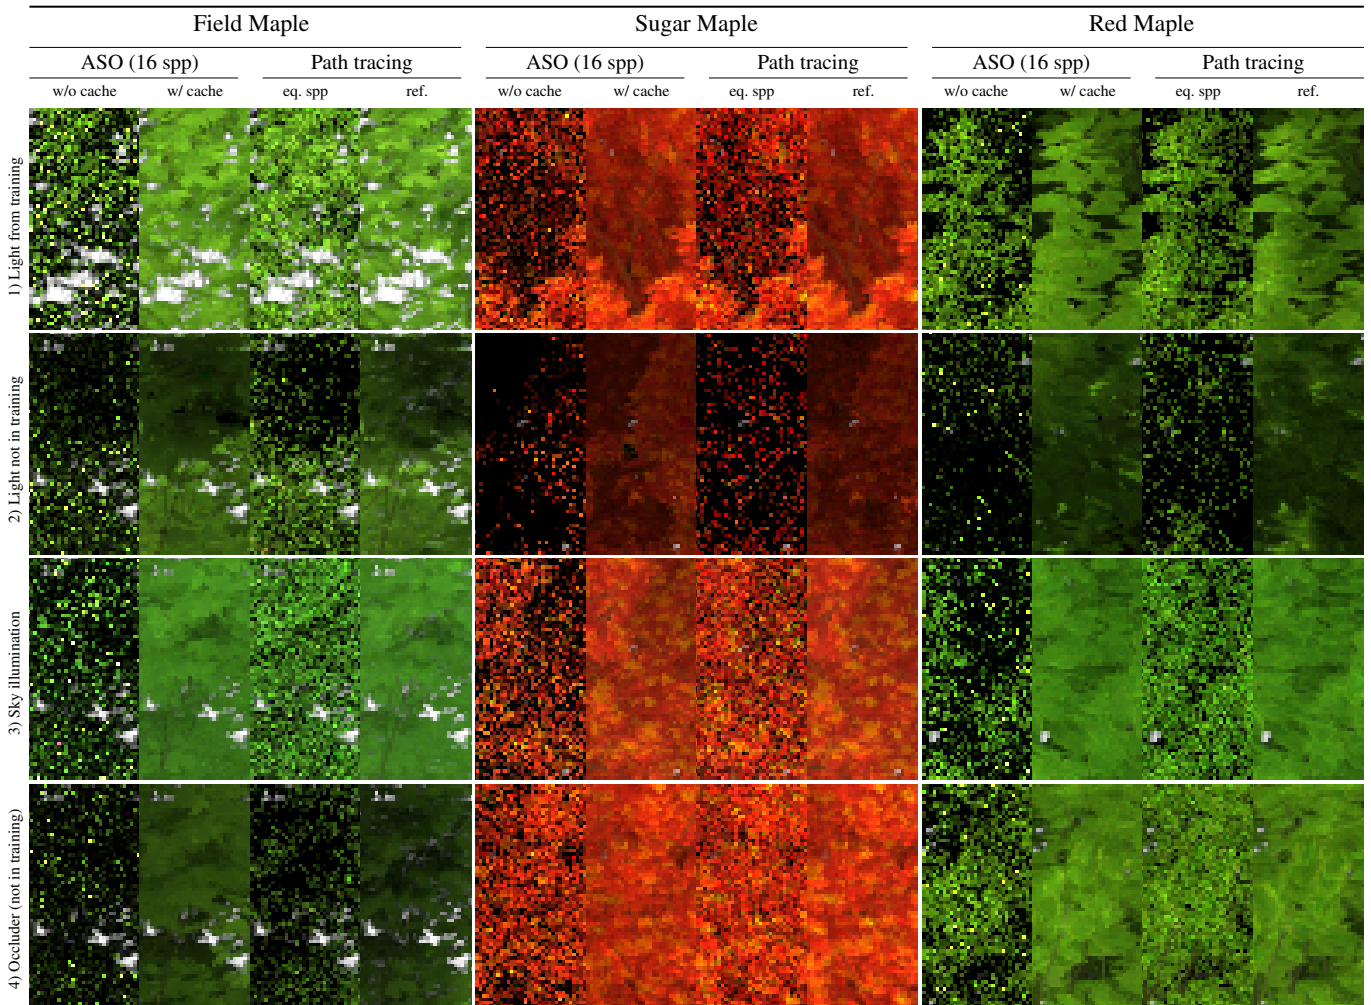 Field Maple Sugar Maple Red Maple
ASO (16 spp) Path tracing ASO (16 spp) Path tracing ASO (16 spp) Path tracing
w/o cache w/ cache eq. spp ref. w/o cache w/ cache eq. spp ref. w/o cache w/ cache eq. spp ref.
1) Light from training
2) Light not in training
3) Sky illumination
4) Occluder (not in training)